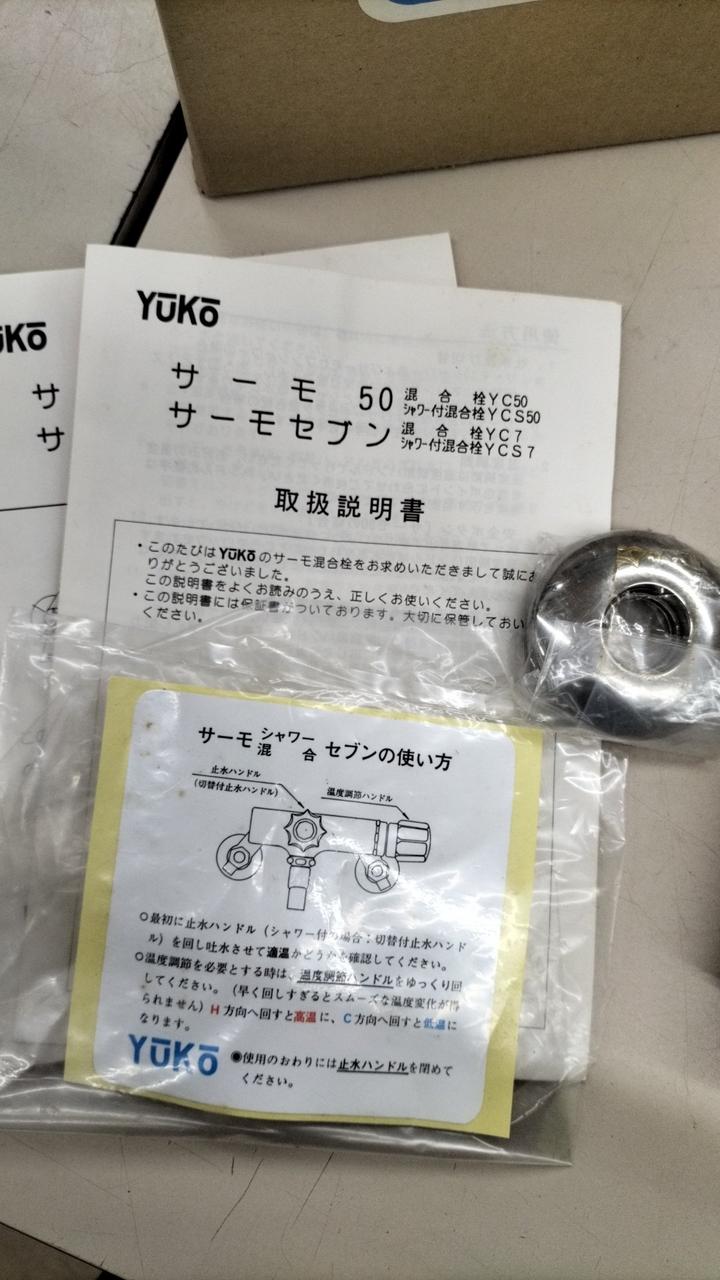 YūKō
サーモ 50 混合栓YC50
シャワー付混合栓YCS50
サーモセブン 混合栓YC7
シャワー付混合栓YCS7
取扱説明書
・このたびはYūKōのサーモ混合栓をお求めいただきまして誠にあ
りがとうございました。
この説明書をよくお読みのうえ、正しくお使いください。
・この説明書には保証書がついております。大切に保管しておい
ください。
ūKō
サ
サ
サーモ シャワー 混合 セブンの使い方
止水ハンドル
(切替付止水ハンドル)
温度調節ハンドル
○最初に止水ハンドル(シャワー付の場合:切替付止水ハンド
ル)を回し吐水させて適温かどうかを確認してください。
○温度調節を必要とする時は、温度調節ハンドルをゆっくり回
してください。(早く回しすぎるとスムーズな温度変化が得
られません)H方向へ回すと高温に、C方向へ回すと低温に
なります。
YūKō
◉使用のおわりには止水ハンドルを閉めて
ください。